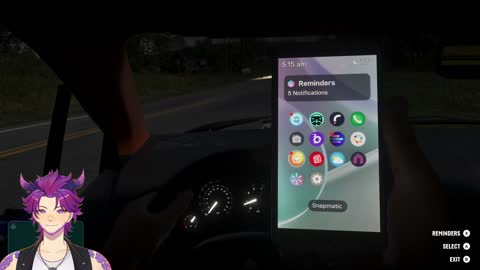 5:15 am
Reminders
5 Notifications
Snapmatic
REMINDERS
SELECT
EXIT